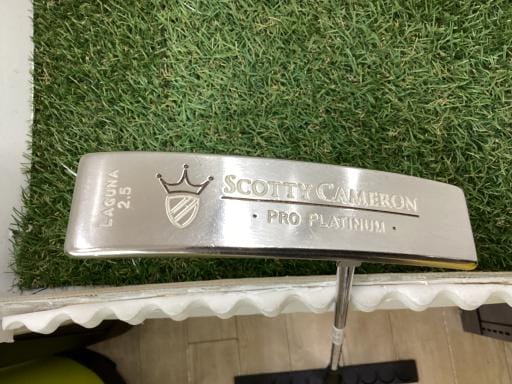 LAGUNA
2.5
SCOTTY CAMERON
· PRO PLATINUM ·